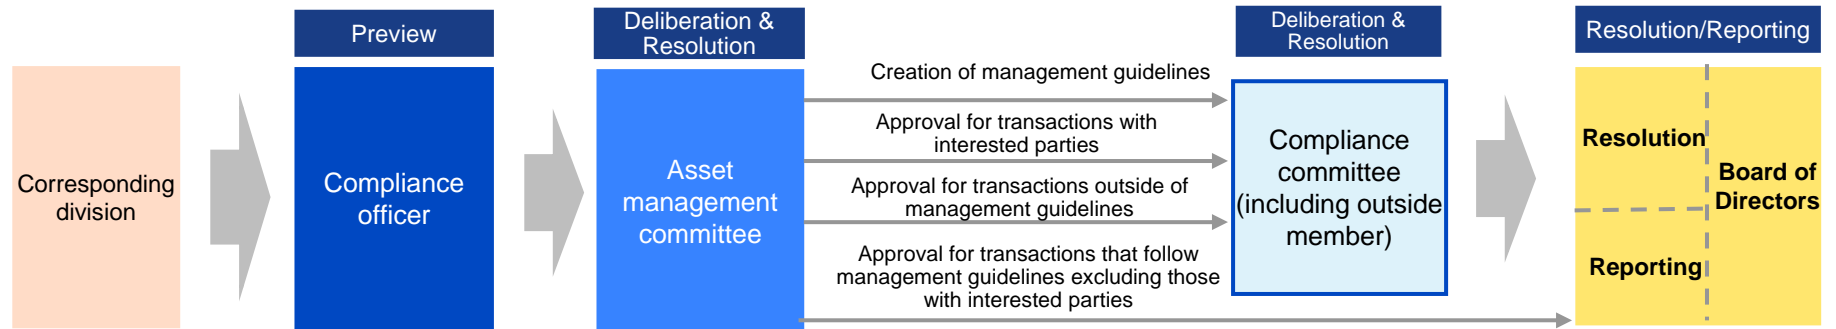 Preview
Deliberation &
Resolution
Deliberation &
Resolution
Resolution/Reporting
Corresponding
division
Compliance
officer
Asset
management
committee
Creation of management guidelines
Approval for transactions with
interested parties
Approval for transactions outside of
management guidelines
Approval for transactions that follow
management guidelines excluding those
with interested parties
Compliance
committee
(including outside
member)
Resolution
Reporting
Board of
Directors